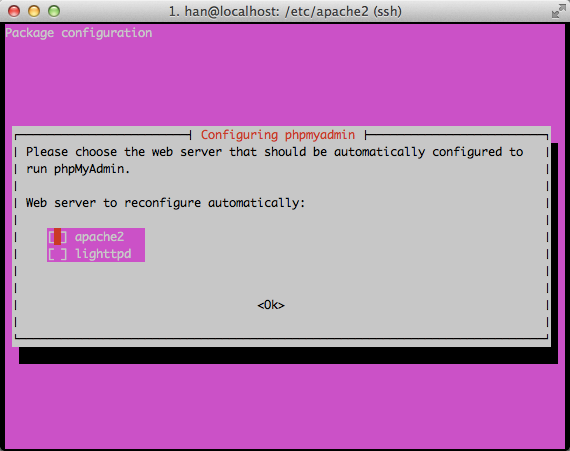 1. han@localhost: /etc/apache2 (ssh)
Package configuration
Configuring phpmyadmin
Please choose the web server that should be automatically configured to
run phpMyAdmin.
Web server to reconfigure automatically:
[ ] apache2
[ ] lighttpd
<Ok>